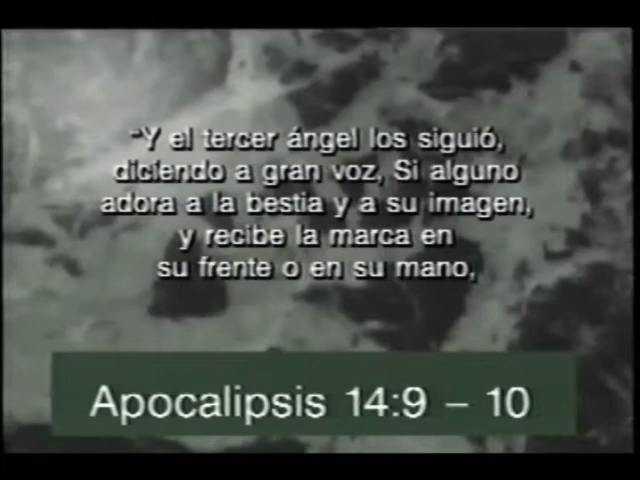 "Y el tercer ángel los siguió,
diciendo a gran voz, Si alguno
adora a la bestia y a su imagen,
y recibe la marca en
su frente o en su mano,
Apocalipsis 14:9 – 10